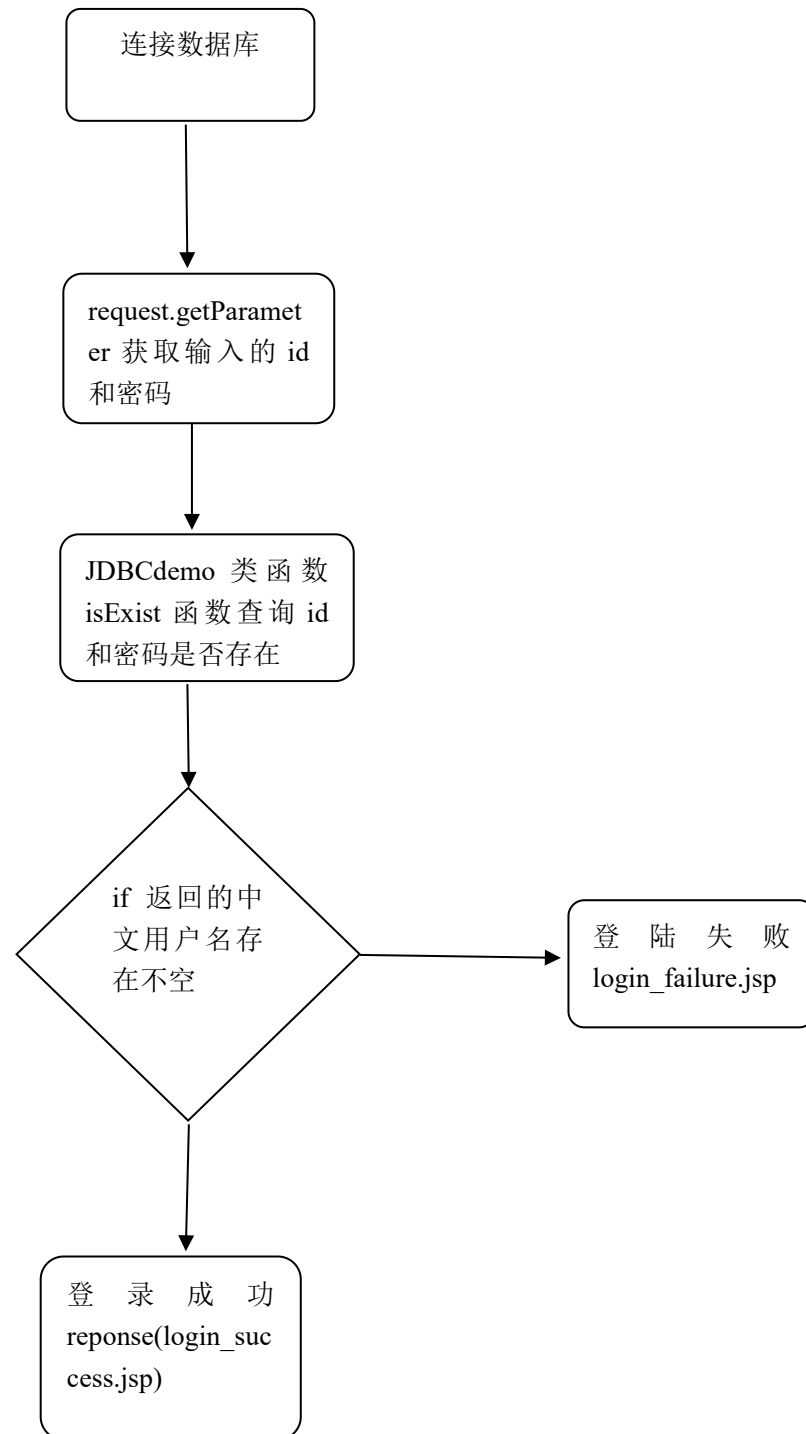 连接数据库
request.getParamet
er 获取输入的 id
和密码
JDBCdemo 类函数
isExist 函数查询 id
和密码是否存在
if 返回的中
文用户名存
在不空
登陆失败
login_failure.jsp
登录成功
reponse(login_suc
cess.jsp)